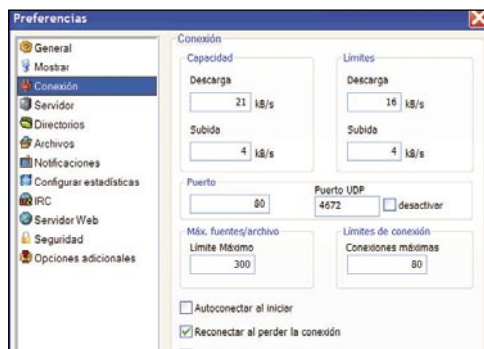 Preferencias
General
Mostrar
Conexión
Servidor
Directorios
Archivos
Notificaciones
Configurar estadísticas
IRC
Servidor Web
Seguridad
Opciones adicionales
Conexión
Capacidad
Descarga
21 kB/s
Subida
4 kB/s
Límites
Descarga
16 kB/s
Subida
4 kB/s
Puerto
80
Puerto UDP
4672 desactivar
Máx. fuentes/archivo
Límite Máximo
300
Límites de conexión
Conexiones máximas
80
Autoconectar al iniciar
Reconectar al perder la conexión